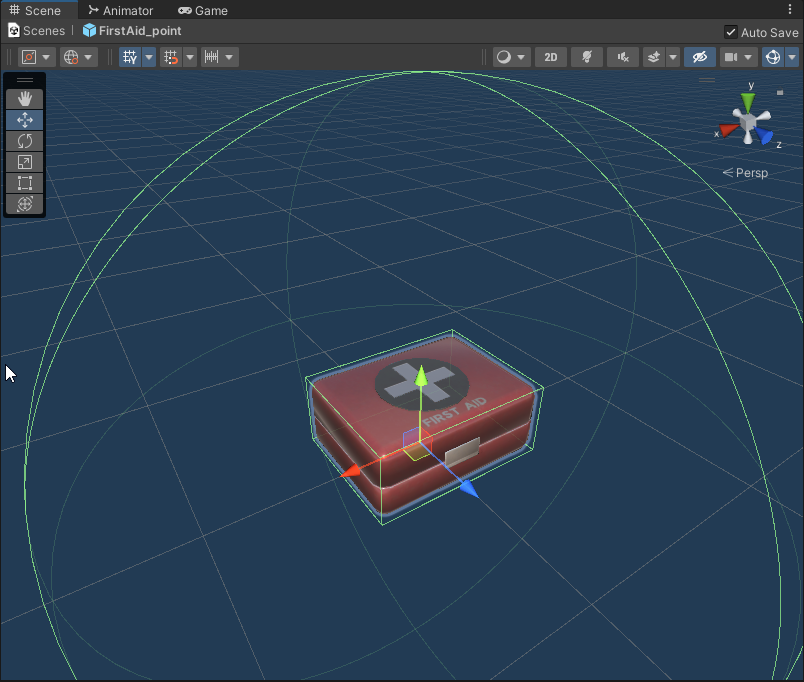 Scene Animator Game
Scenes FirstAid_point Auto Save
2D
y
x
z
Persp
FIRST AID